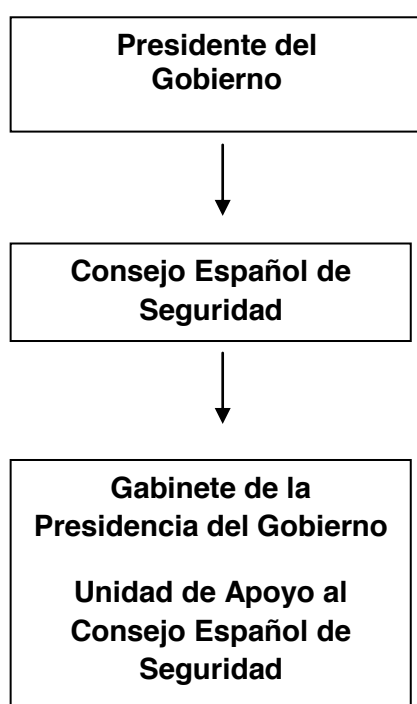 Presidente del
Gobierno
Consejo Español de
Seguridad
Gabinete de la
Presidencia del Gobierno
Unidad de Apoyo al
Consejo Español de
Seguridad